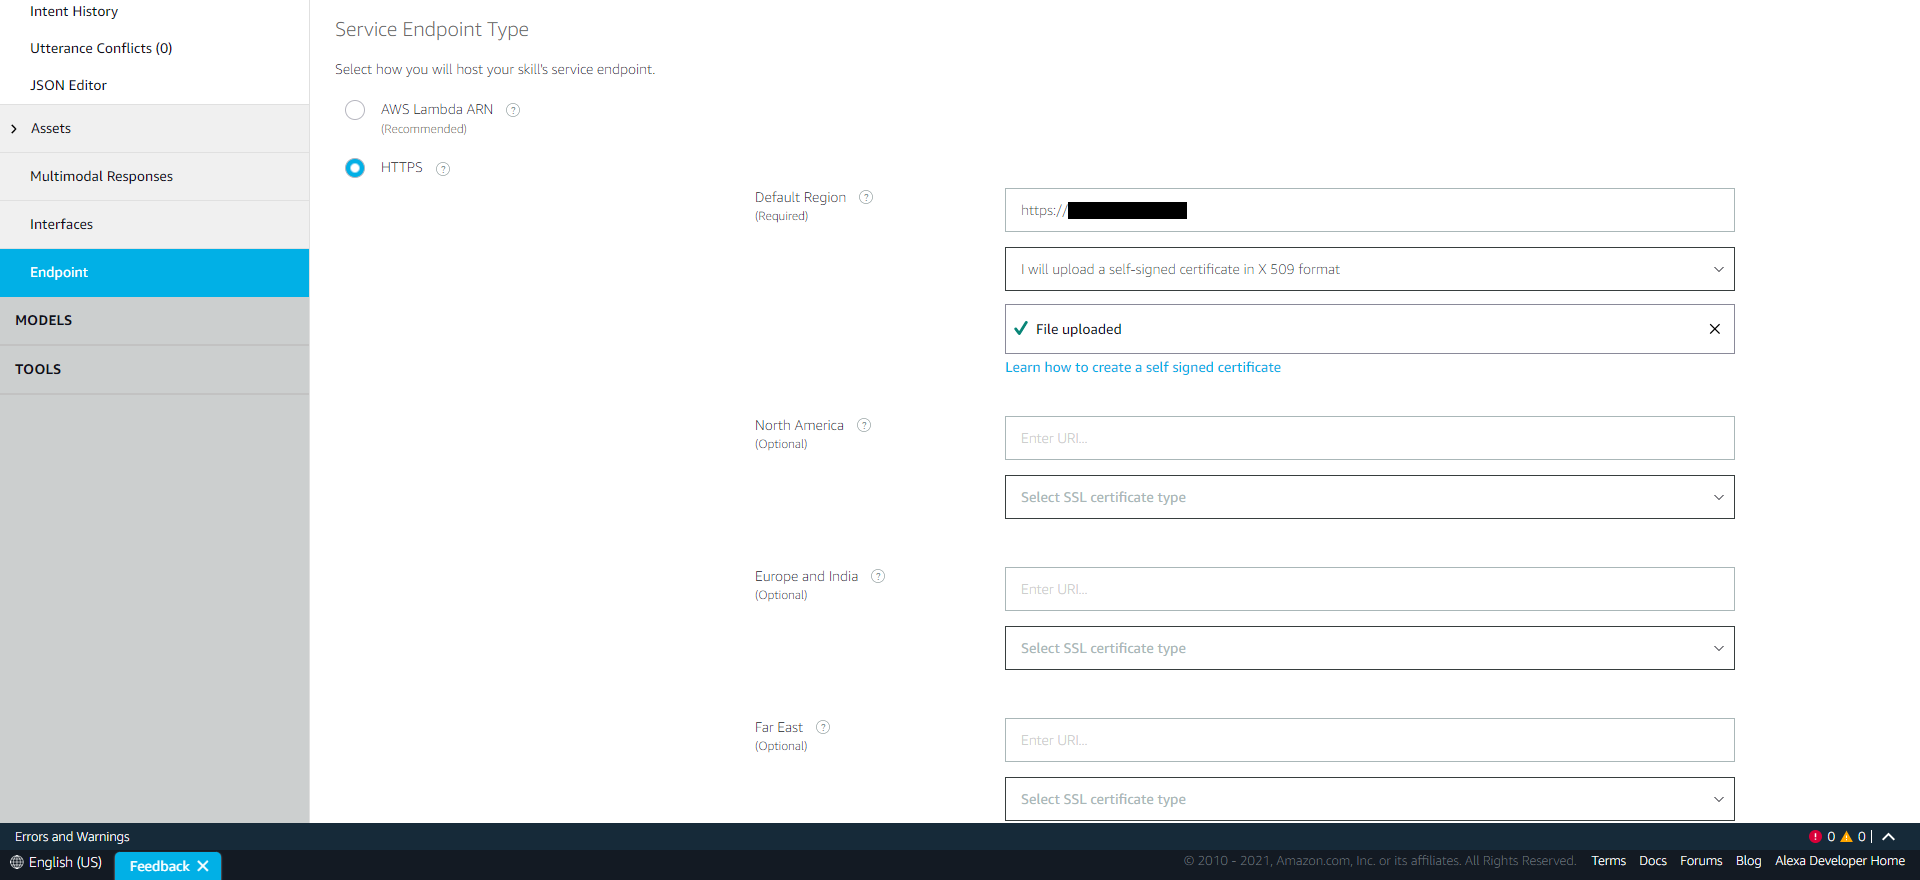 Intent History
Utterance Conflicts (0)
JSON Editor
Assets
Multimodal Responses
Interfaces
Endpoint
MODELS
TOOLS
Service Endpoint Type
Select how you will host your skill's service endpoint.
AWS Lambda ARN ?
(Recommended)
HTTPS ?
Default Region ?
(Required)
https://
I will upload a self-signed certificate in X 509 format
File uploaded
Learn how to create a self signed certificate
North America ?
(Optional)
Enter URI...
Select SSL certificate type
Europe and India ?
(Optional)
Enter URI...
Select SSL certificate type
Far East ?
(Optional)
Enter URI...
Select SSL certificate type
Errors and Warnings
0 0 |
English (US)
Feedback
© 2010 - 2021, Amazon.com, Inc. or its affiliates. All Rights Reserved. Terms Docs Forums Blog Alexa Developer Home